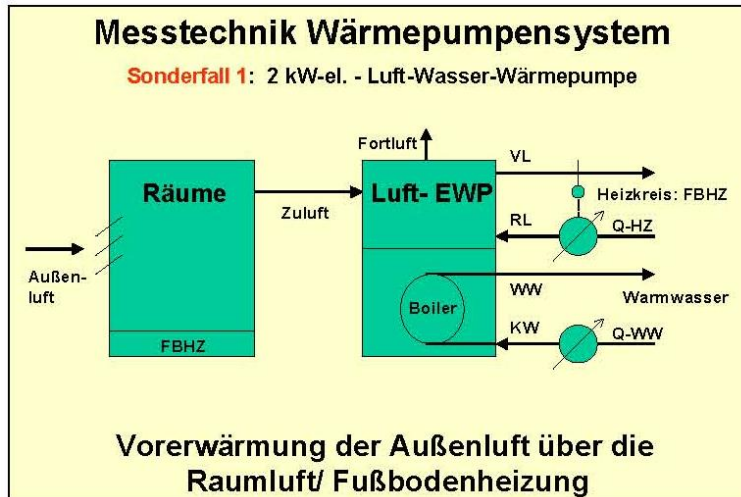 Messtechnik Wärmepumpensystem
Sonderfall 1: 2 kW-el. - Luft-Wasser-Wärmepumpe
Fortluft
VL
Räume
Luft- EWP
Heizkreis: FBHZ
Zuluft
RL
Q-HZ
Außen-
luft
WW
Warmwasser
Boiler
KW
Q-WW
FBHZ
Vorerwärmung der Außenluft über die
Raumluft/ Fußbodenheizung